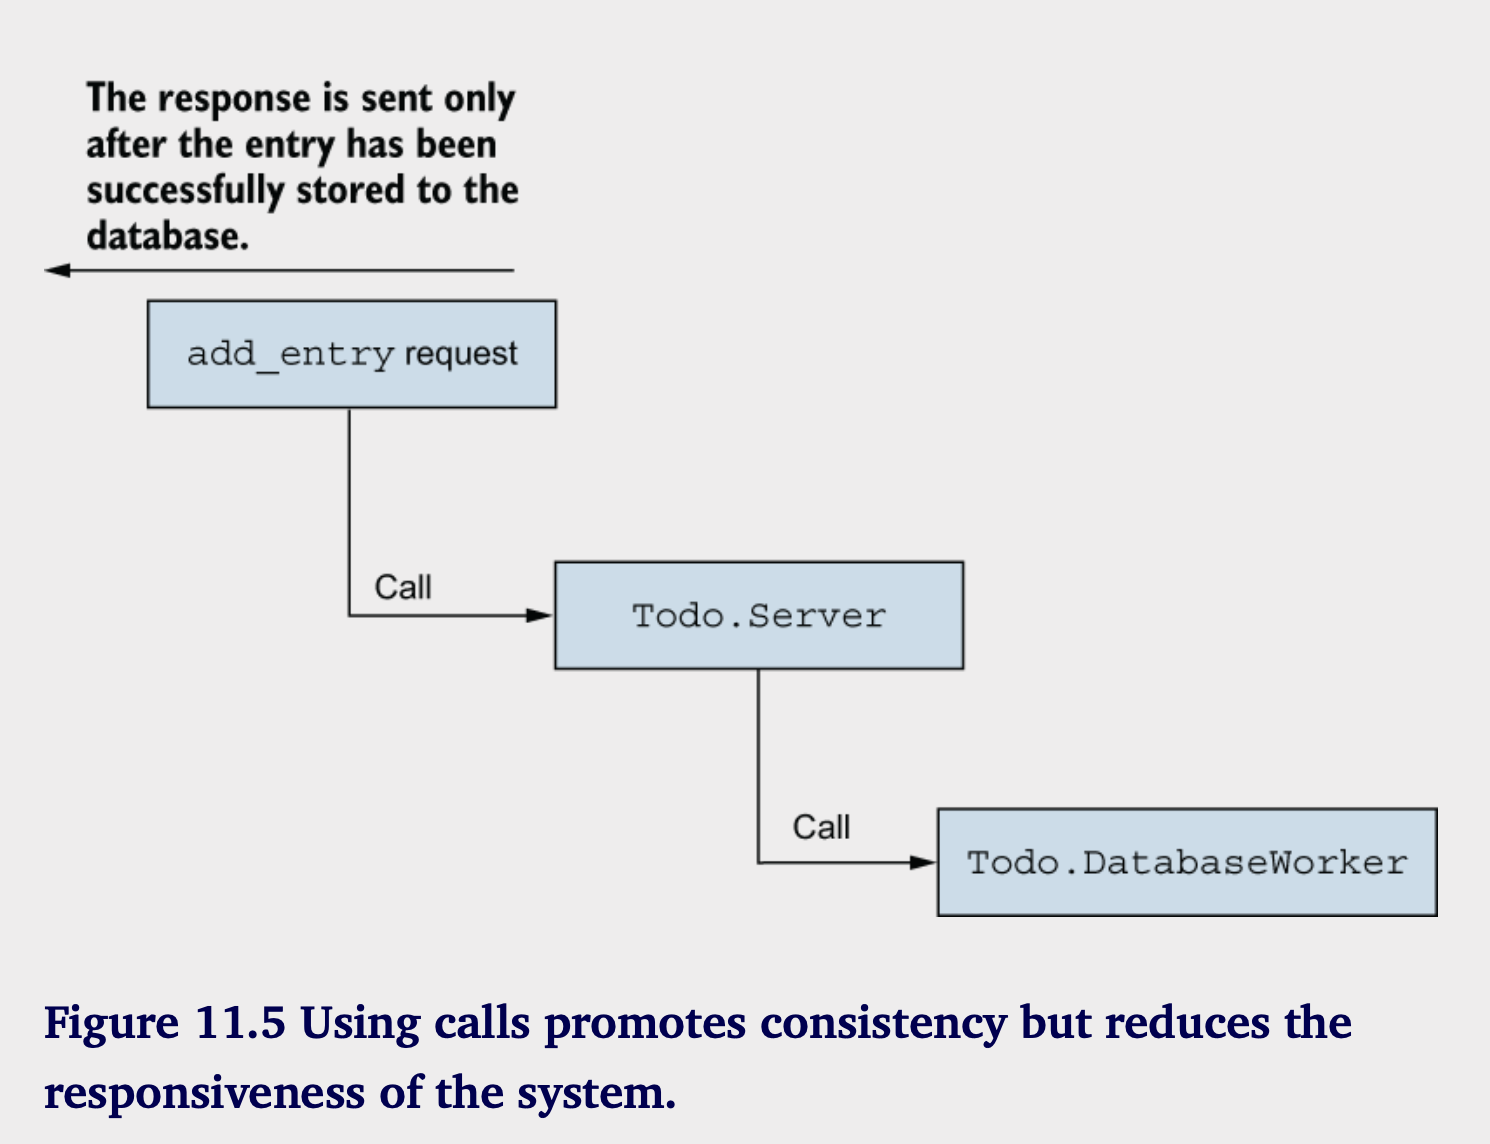 The response is sent only
after the entry has been
successfully stored to the
database.
add_entry request
Call
Todo.Server
Call
Todo.DatabaseWorker
Figure 11.5 Using calls promotes consistency but reduces the
responsiveness of the system.